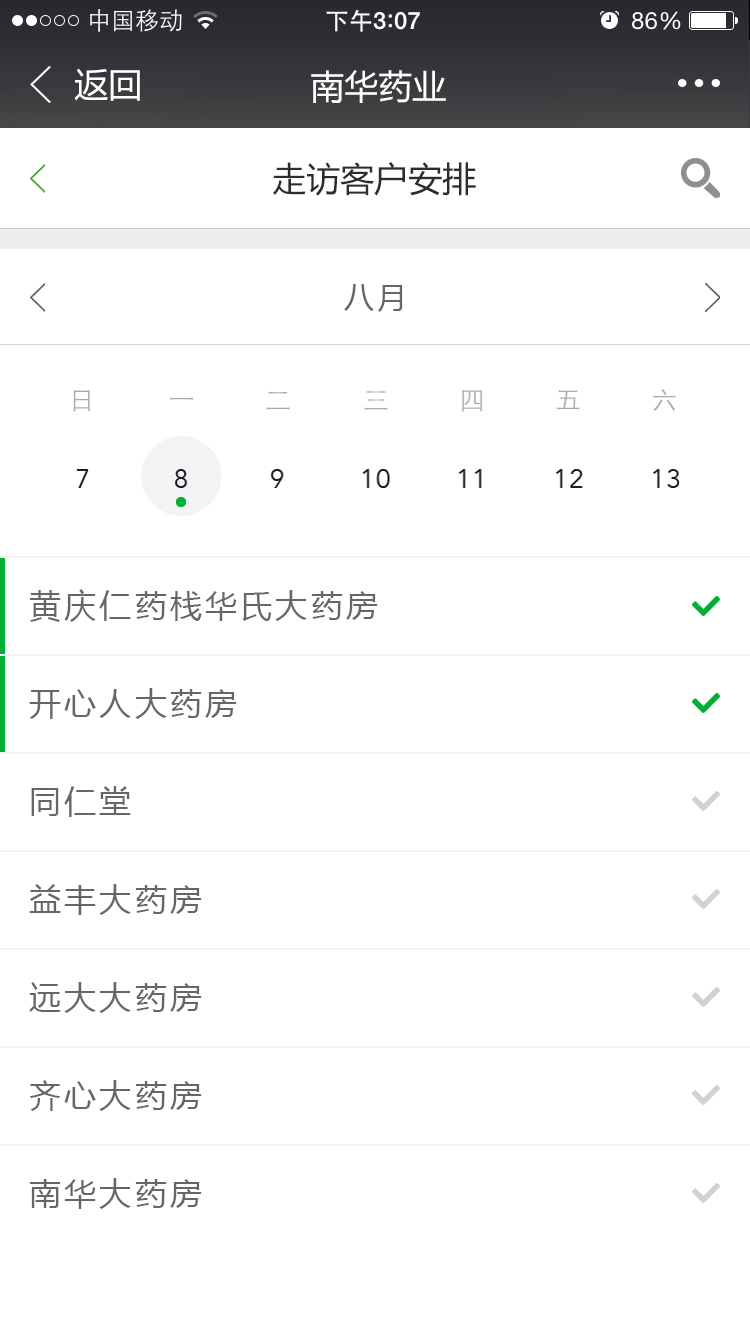 中国移动 下午3:07 86%
返回 南华药业
走访客户安排
八月
日 一 二 三 四 五 六
7 8 9 10 11 12 13
黄庆仁药栈华氏大药房
开心人大药房
同仁堂
益丰大药房
远大大药房
齐心大药房
南华大药房